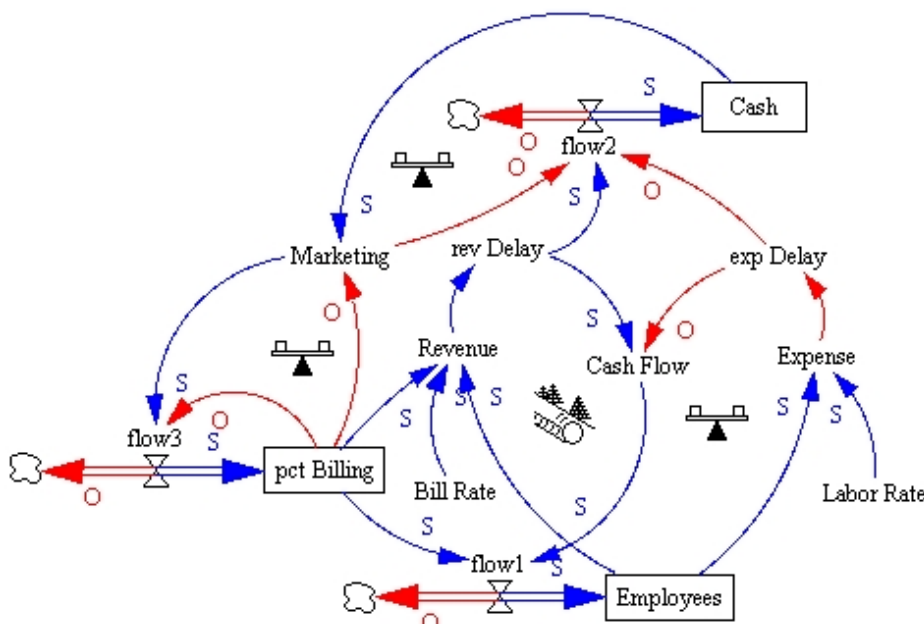 S
Cash
O
flow2
O
S
S
O
Marketing
rev Delay
exp Delay
O
S
O
Revenue
Cash Flow
Expense
S
O
flow3
S
S
S
S
S
S
O
pct Billing
Bill Rate
Labor Rate
S
S
S
flow1
S
Employees
O